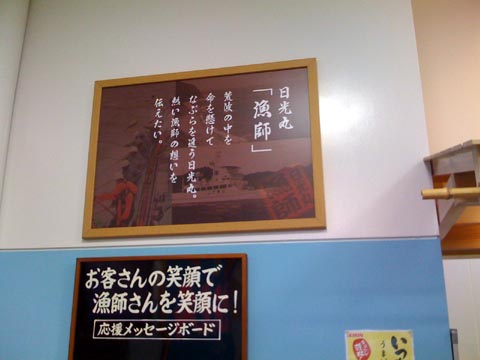 日光丸
「漁師」
荒波の中を
命を懸けて
なぶらを追う日光丸。
熱い漁師の想いを
伝えたい。
お客さんの笑顔で
漁師さんを笑顔に!
応援メッセージボード